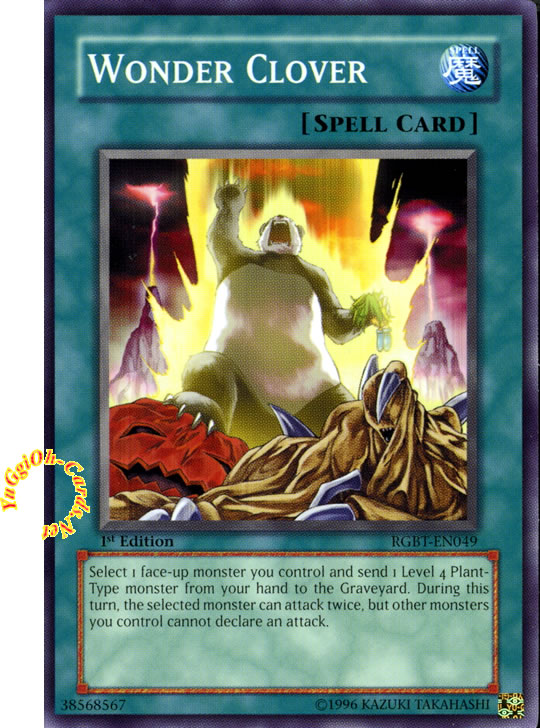 WONDER CLOVER
SPELL
魔
[SPELL CARD]
YuGgiOh-Cards.Net
1st Edition
RGBT-EN049
Select 1 face-up monster you control and send 1 Level 4 Plant-
Type monster from your hand to the Graveyard. During this
turn, the selected monster can attack twice, but other monsters
you control cannot declare an attack.
38568567
©1996 KAZUKI TAKAHASHI